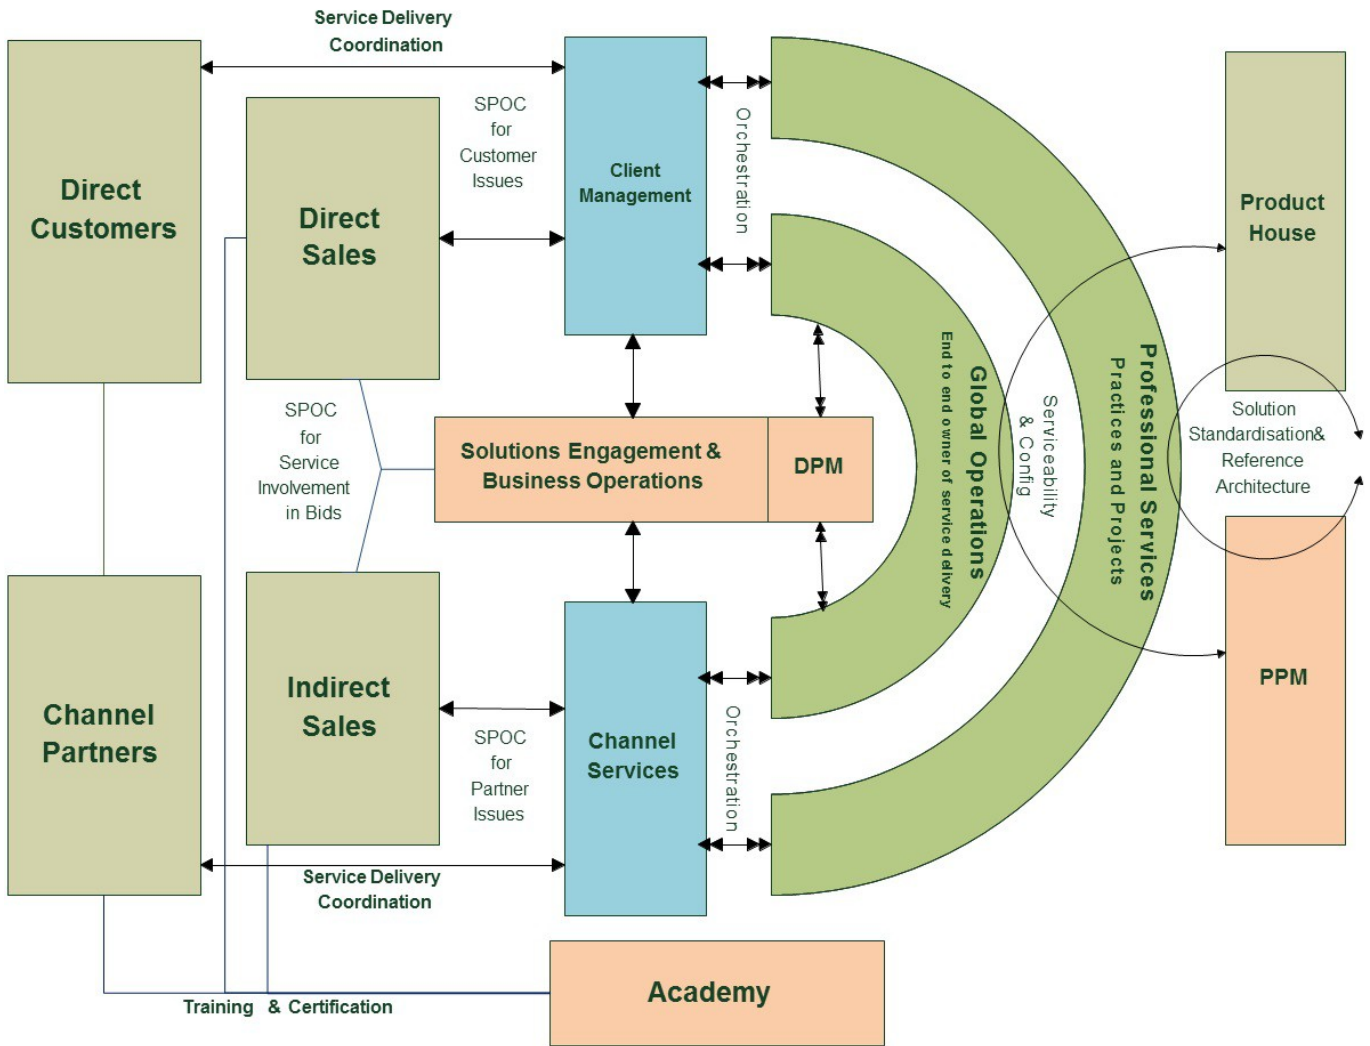 Service Delivery
Coordination
Direct
Customers
Direct
Sales
SPOC
for
Customer
Issues
Client
Management
Orchestration
Product
House
SPOC
for
Service
Involvement
in Bids
Solutions Engagement &
Business Operations
DPM
Global Operations
End to end owner of service delivery
Serviceability
& Config
Professional Services
Practices and Projects
Solution
Standardisation&
Reference
Architecture
Channel
Partners
Indirect
Sales
SPOC
for
Partner
Issues
Channel
Services
Orchestration
PPM
Service Delivery
Coordination
Academy
Training & Certification